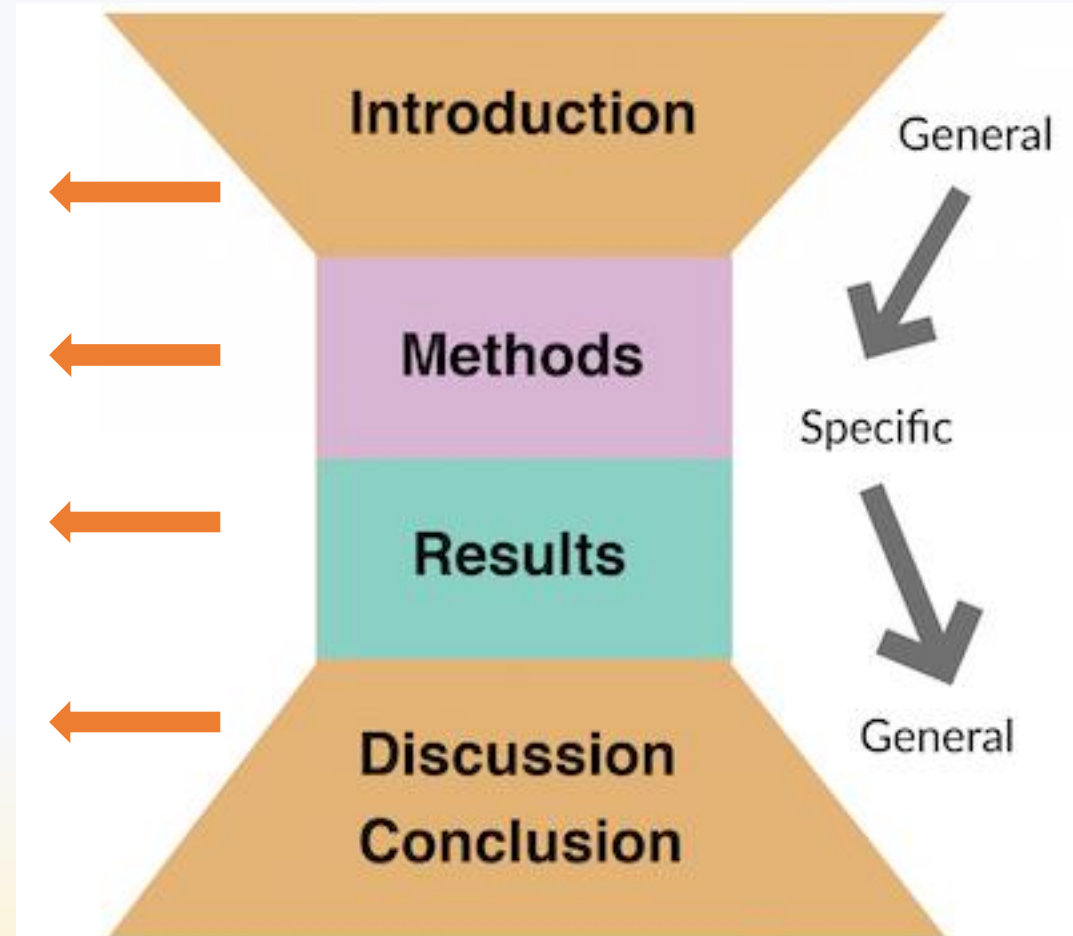 Introduction
General
Methods
Specific
Results
General
Discussion
Conclusion